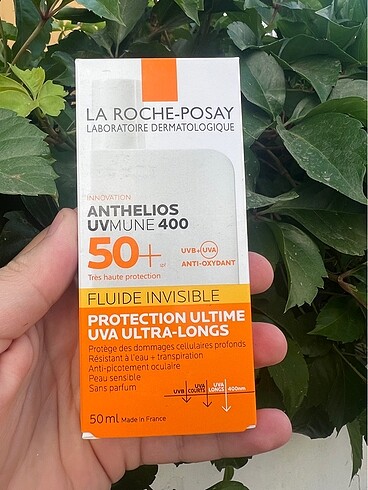 LA ROCHE-POSAY
LABORATOIRE DERMATOLOGIQUE
INNOVATION
ANTHELIOS
UVMUNE 400
50+
Très haute protection
UVB+UVA
ANTI-OXYDANT
FLUIDE INVISIBLE
PROTECTION ULTIME
UVA ULTRA-LONGS
Protège des dommages cellulaires profonds
Résistant à l'eau + transpiration
Anti-picotement oculaire
Peau sensible
Sans parfum
UVB
UVA COURTS
UVA LONGS
400nm
50ml Made in France